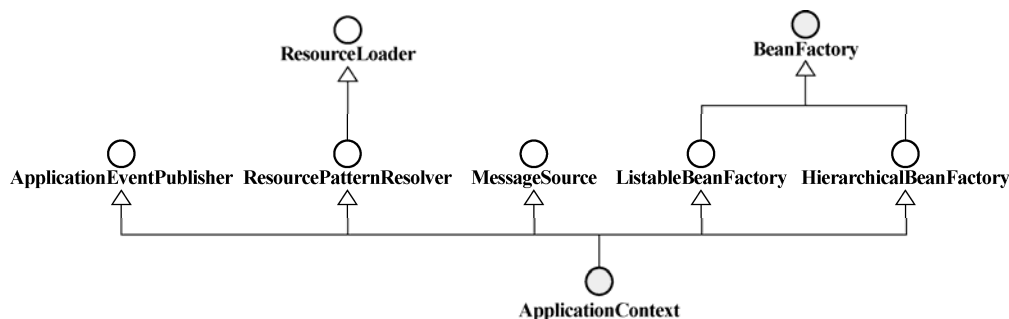 ResourceLoader
BeanFactory
ApplicationEventPublisher
ResourcePatternResolver
MessageSource
ListableBeanFactory
HierarchicalBeanFactory
ApplicationContext